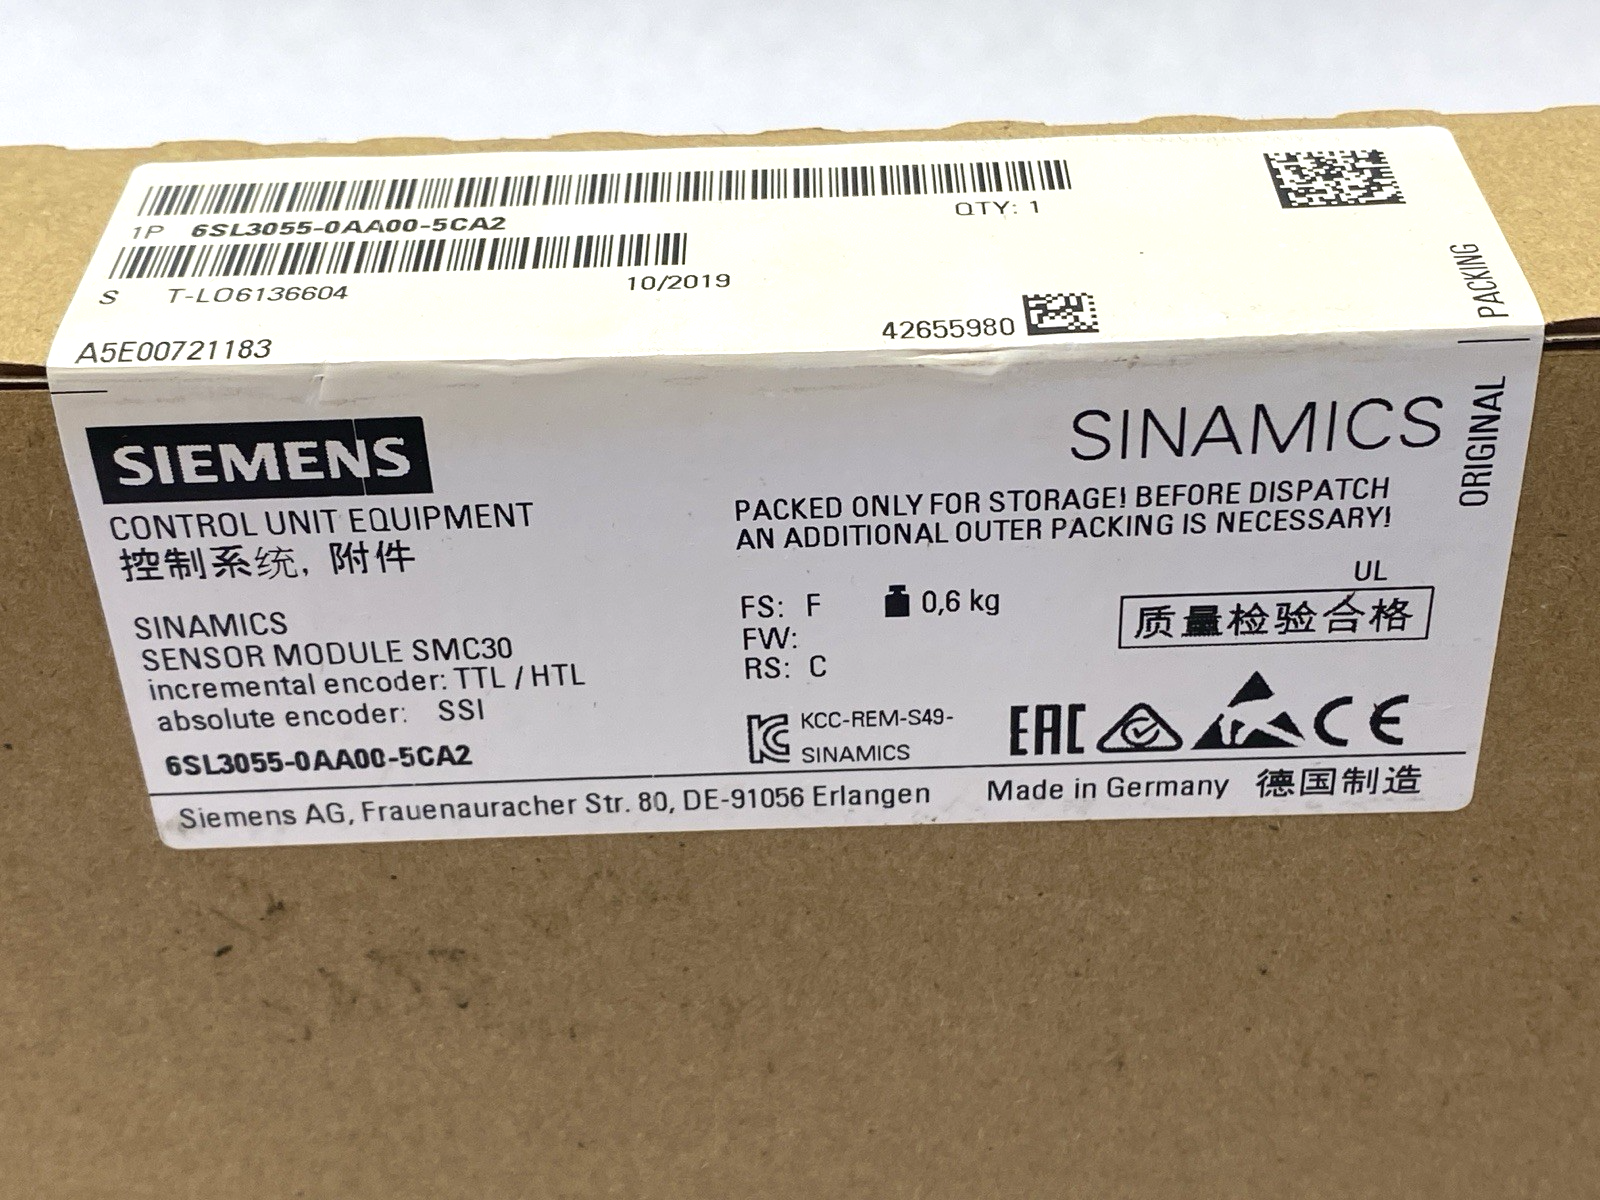 1P 6SL3055-0AA00-5CA2
QTY: 1
S T-LO6136604
10/2019
A5E00721183
42655980
ORIGINAL PACKING
SIEMENS
SINAMICS
CONTROL UNIT EQUIPMENT
控制系统, 附件
PACKED ONLY FOR STORAGE! BEFORE DISPATCH
AN ADDITIONAL OUTER PACKING IS NECESSARY!
SINAMICS
SENSOR MODULE SMC30
incremental encoder: TTL / HTL
absolute encoder: SSI
6SL3055-0AA00-5CA2
FS: F
0,6 kg
FW:
RS: C
UL
质量检验合格
KCC-REM-S49-
SINAMICS
EAC
CE
Siemens AG, Frauenauracher Str. 80, DE-91056 Erlangen
Made in Germany 德国制造